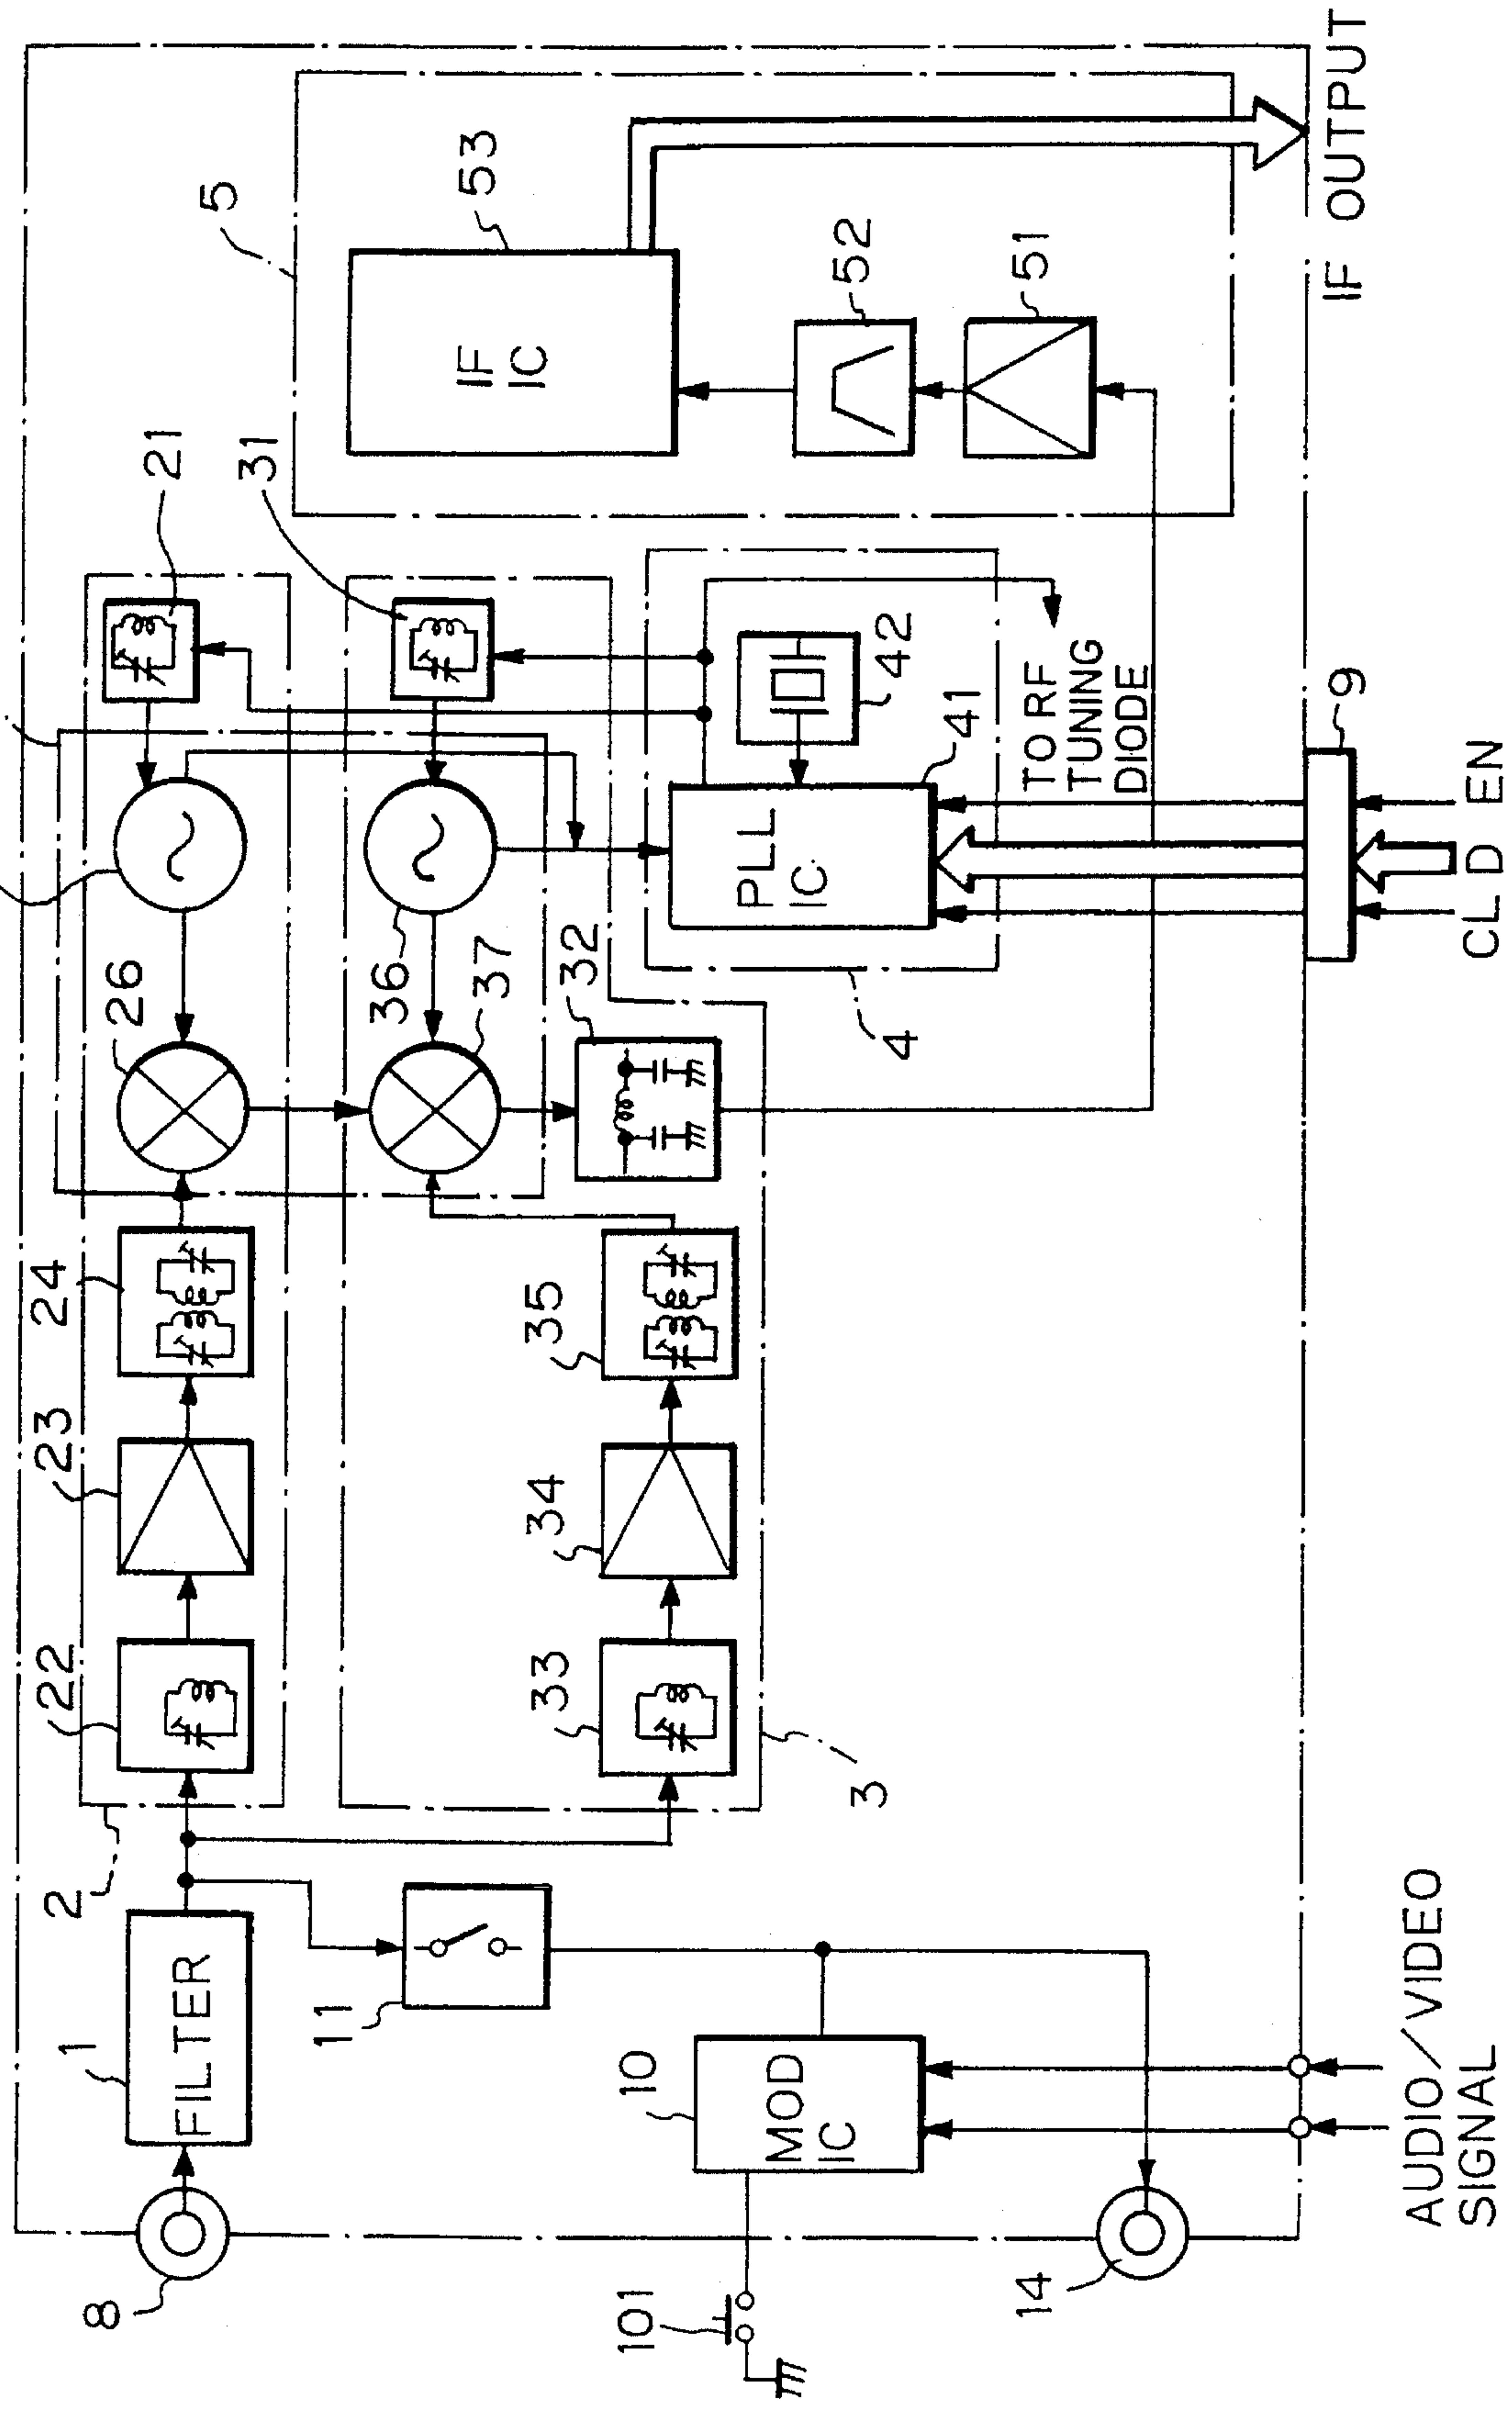 8
1
FILTER
2
22
23
24
26
21
31
5
53
IF
IC
52
51
IF OUTPUT
11
33
34
35
36
37
32
3
4
PLL
IC
41
42
TO RF
TUNING
DIODE
9
CL D EN
10
MOD
IC
101
14
AUDIO/VIDEO
SIGNAL